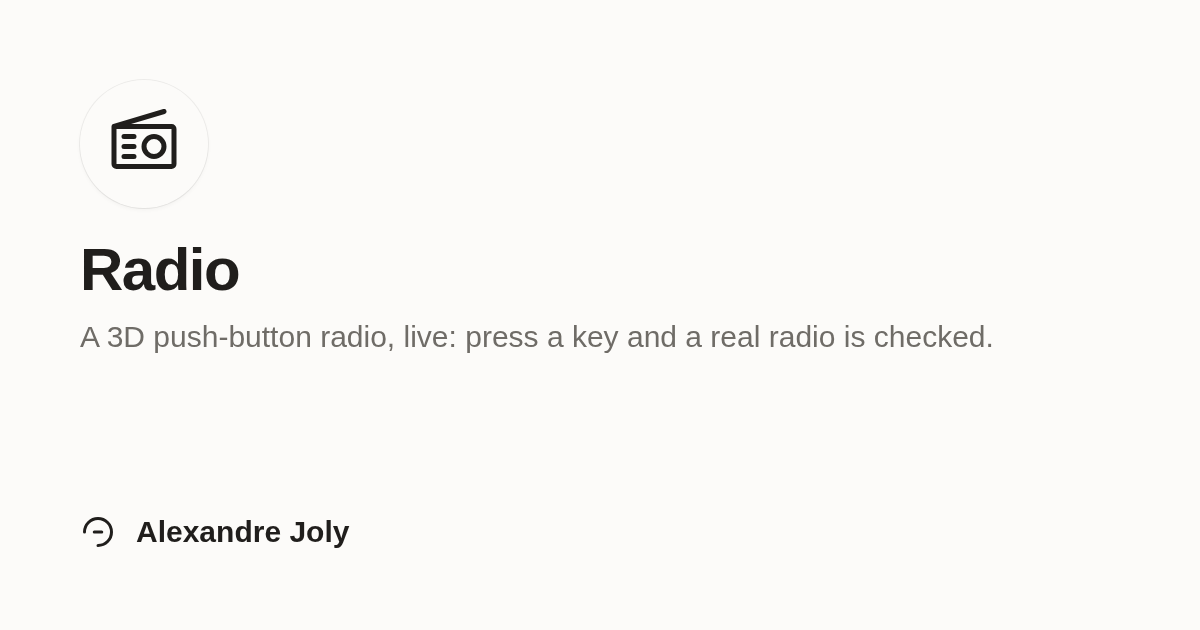 Radio
A 3D push-button radio, live: press a key and a real radio is checked.
Alexandre Joly